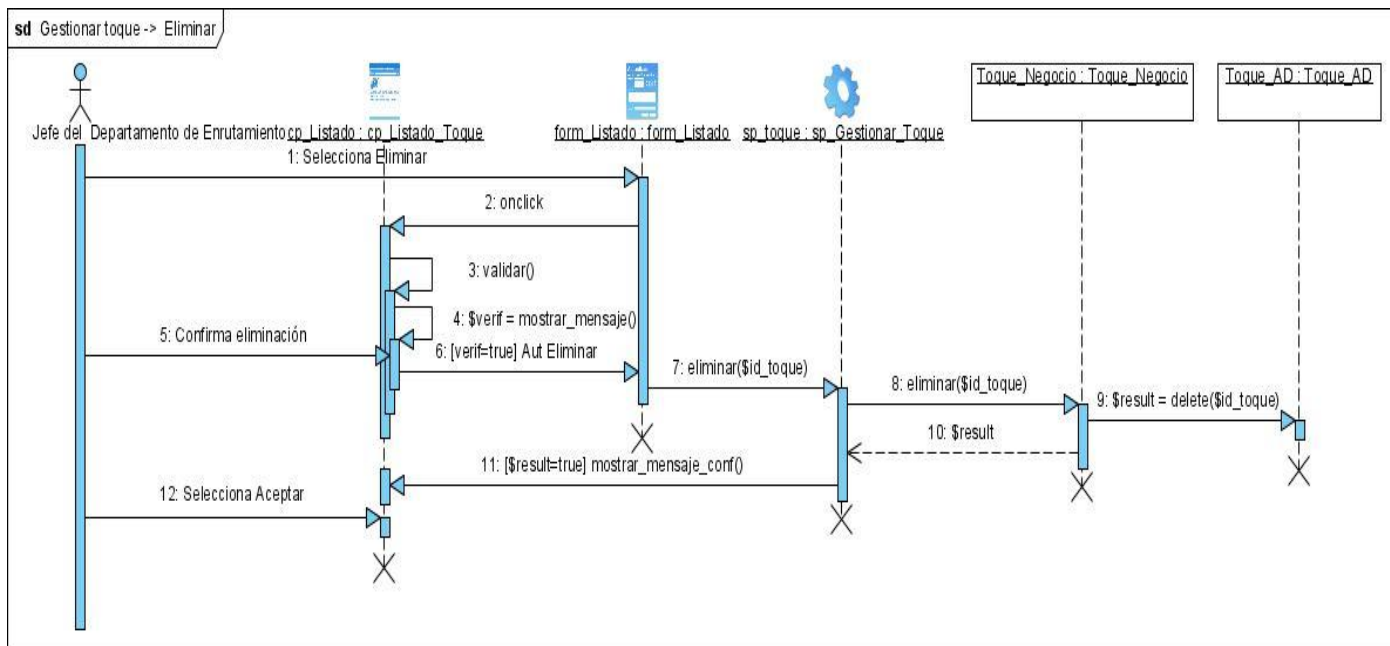 sd Gestionar toque -> Eliminar
Jefe del Departamento de Enrutamiento
cp_Listado : cp_Listado_Toque
form_Listado : form_Listado
sp_toque : sp_Gestionar_Toque
Toque_Negocio : Toque_Negocio
Toque_AD : Toque_AD
1: Selecciona Eliminar
2: onclick
3: validar()
4: $verif = mostrar_mensaje()
5: Confirma eliminación
6: [verif=true] Aut Eliminar
7: eliminar($id_toque)
8: eliminar($id_toque)
9: $result = delete($id_toque)
10: $result
11: [$result=true] mostrar_mensaje_conf()
12: Selecciona Aceptar